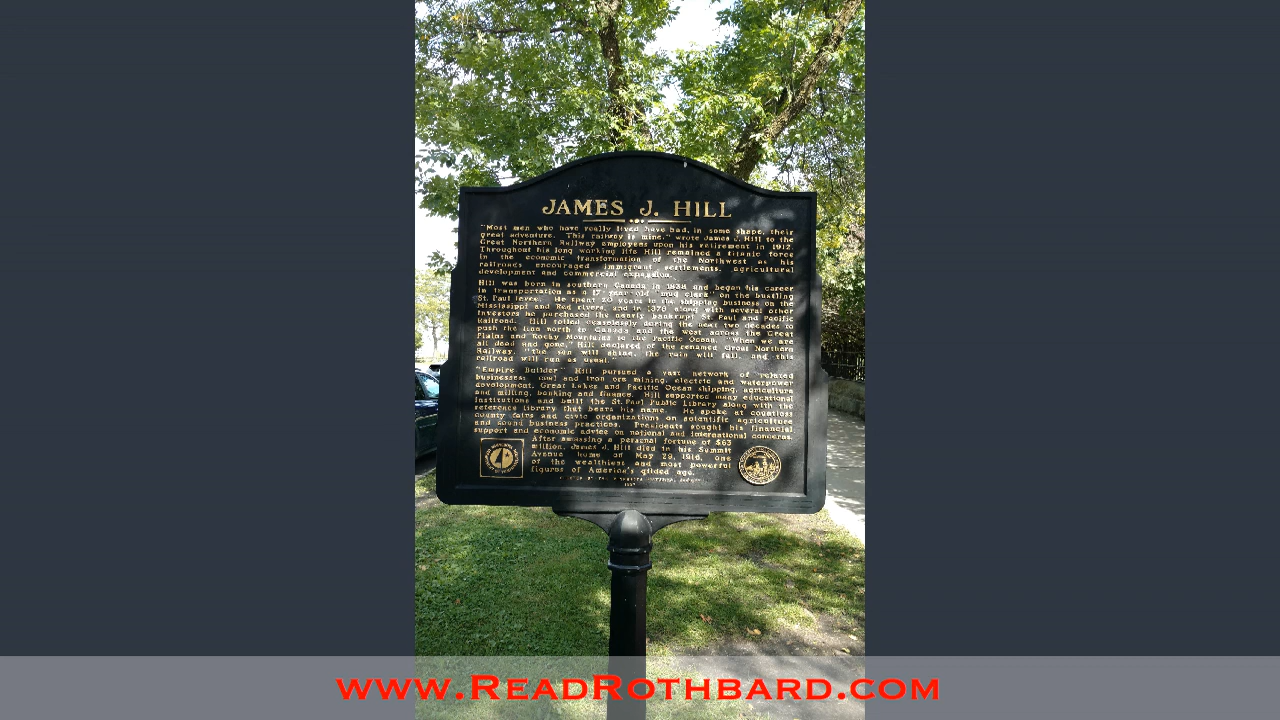 JAMES J. HILL
"Most men who have really lived have had, in some shape, their
great adventure. This railway is mine," wrote James J. Hill to the
Great Northern Railway employees upon his retirement in 1912.
Throughout his long working life Hill remained a titanic force
in the economic transformation of the Northwest as his
railroads encouraged immigrant settlements, agricultural
development and commercial expansion.
Hill was born in southern Canada in 1838 and began his career
in transportation as a 17-year-old "mud clerk" on the bustling
St. Paul levee. He spent 20 years in the shipping business on the
Mississippi and Red rivers, and in 1878 along with several other
investors he purchased the nearly bankrupt St. Paul and Pacific
Railroad. Hill toiled ceaselessly during the next two decades to
push the line north to Canada and the west across the Great
Plains and Rocky Mountains to the Pacific Ocean. "When we are
all dead and gone," Hill declared of the renamed Great Northern
Railway, "the sun will shine, the rain will fall, and this
railroad will run as usual."
"Empire Builder" Hill pursued a vast network of related
businesses: coal and iron ore mining, electric and waterpower
development, Great Lakes and Pacific Ocean shipping, agriculture
and milling, banking and finance. Hill supported many educational
institutions and built the St. Paul Public Library along with the
reference library that bears his name. He spoke at countless
county fairs and civic organizations on scientific agriculture
and sound business practices. Presidents sought his financial
support and economic advice on national and international concerns.
After amassing a personal fortune of $63
million, James J. Hill died in his Summit
Avenue home on May 29, 1916, one
of the wealthiest and most powerful
figures of America's gilded age.
www.ReadRothbard.com